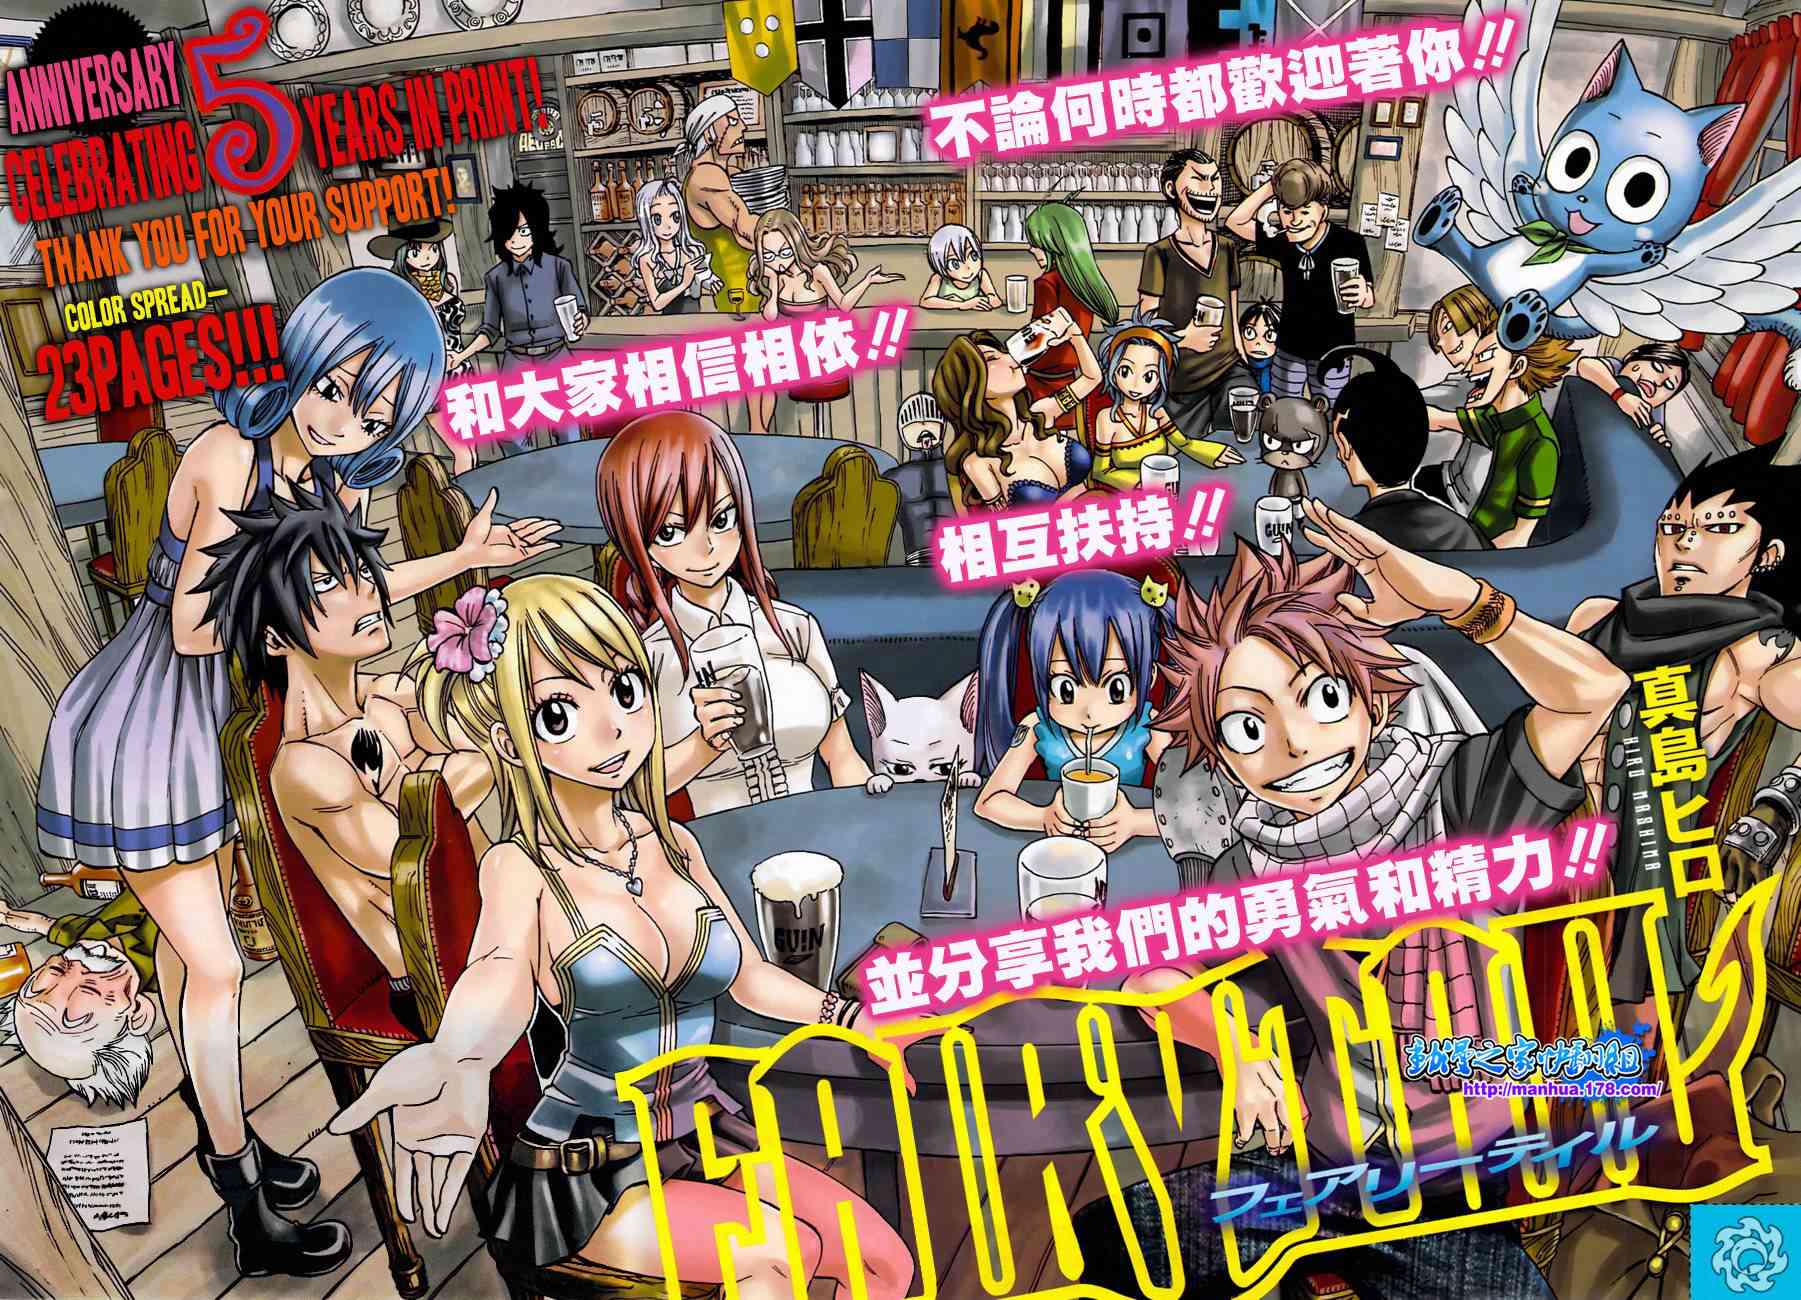 ANNIVERSARY
CELEBRATING 5 YEARS IN PRINT!
THANK YOU FOR YOUR SUPPORT!
COLOR SPREAD—
23PAGES!!!
不論何時都歡迎著你!!
和大家相信相依!!
相互扶持!!
GUIN
真島ヒロ
HIRO MASHIMA
並分享我們的勇氣和精力!!
GUIN
FAIRY TAIL
動漫之家汉翻组
http://manhua.178.com/
フェアリーテイル